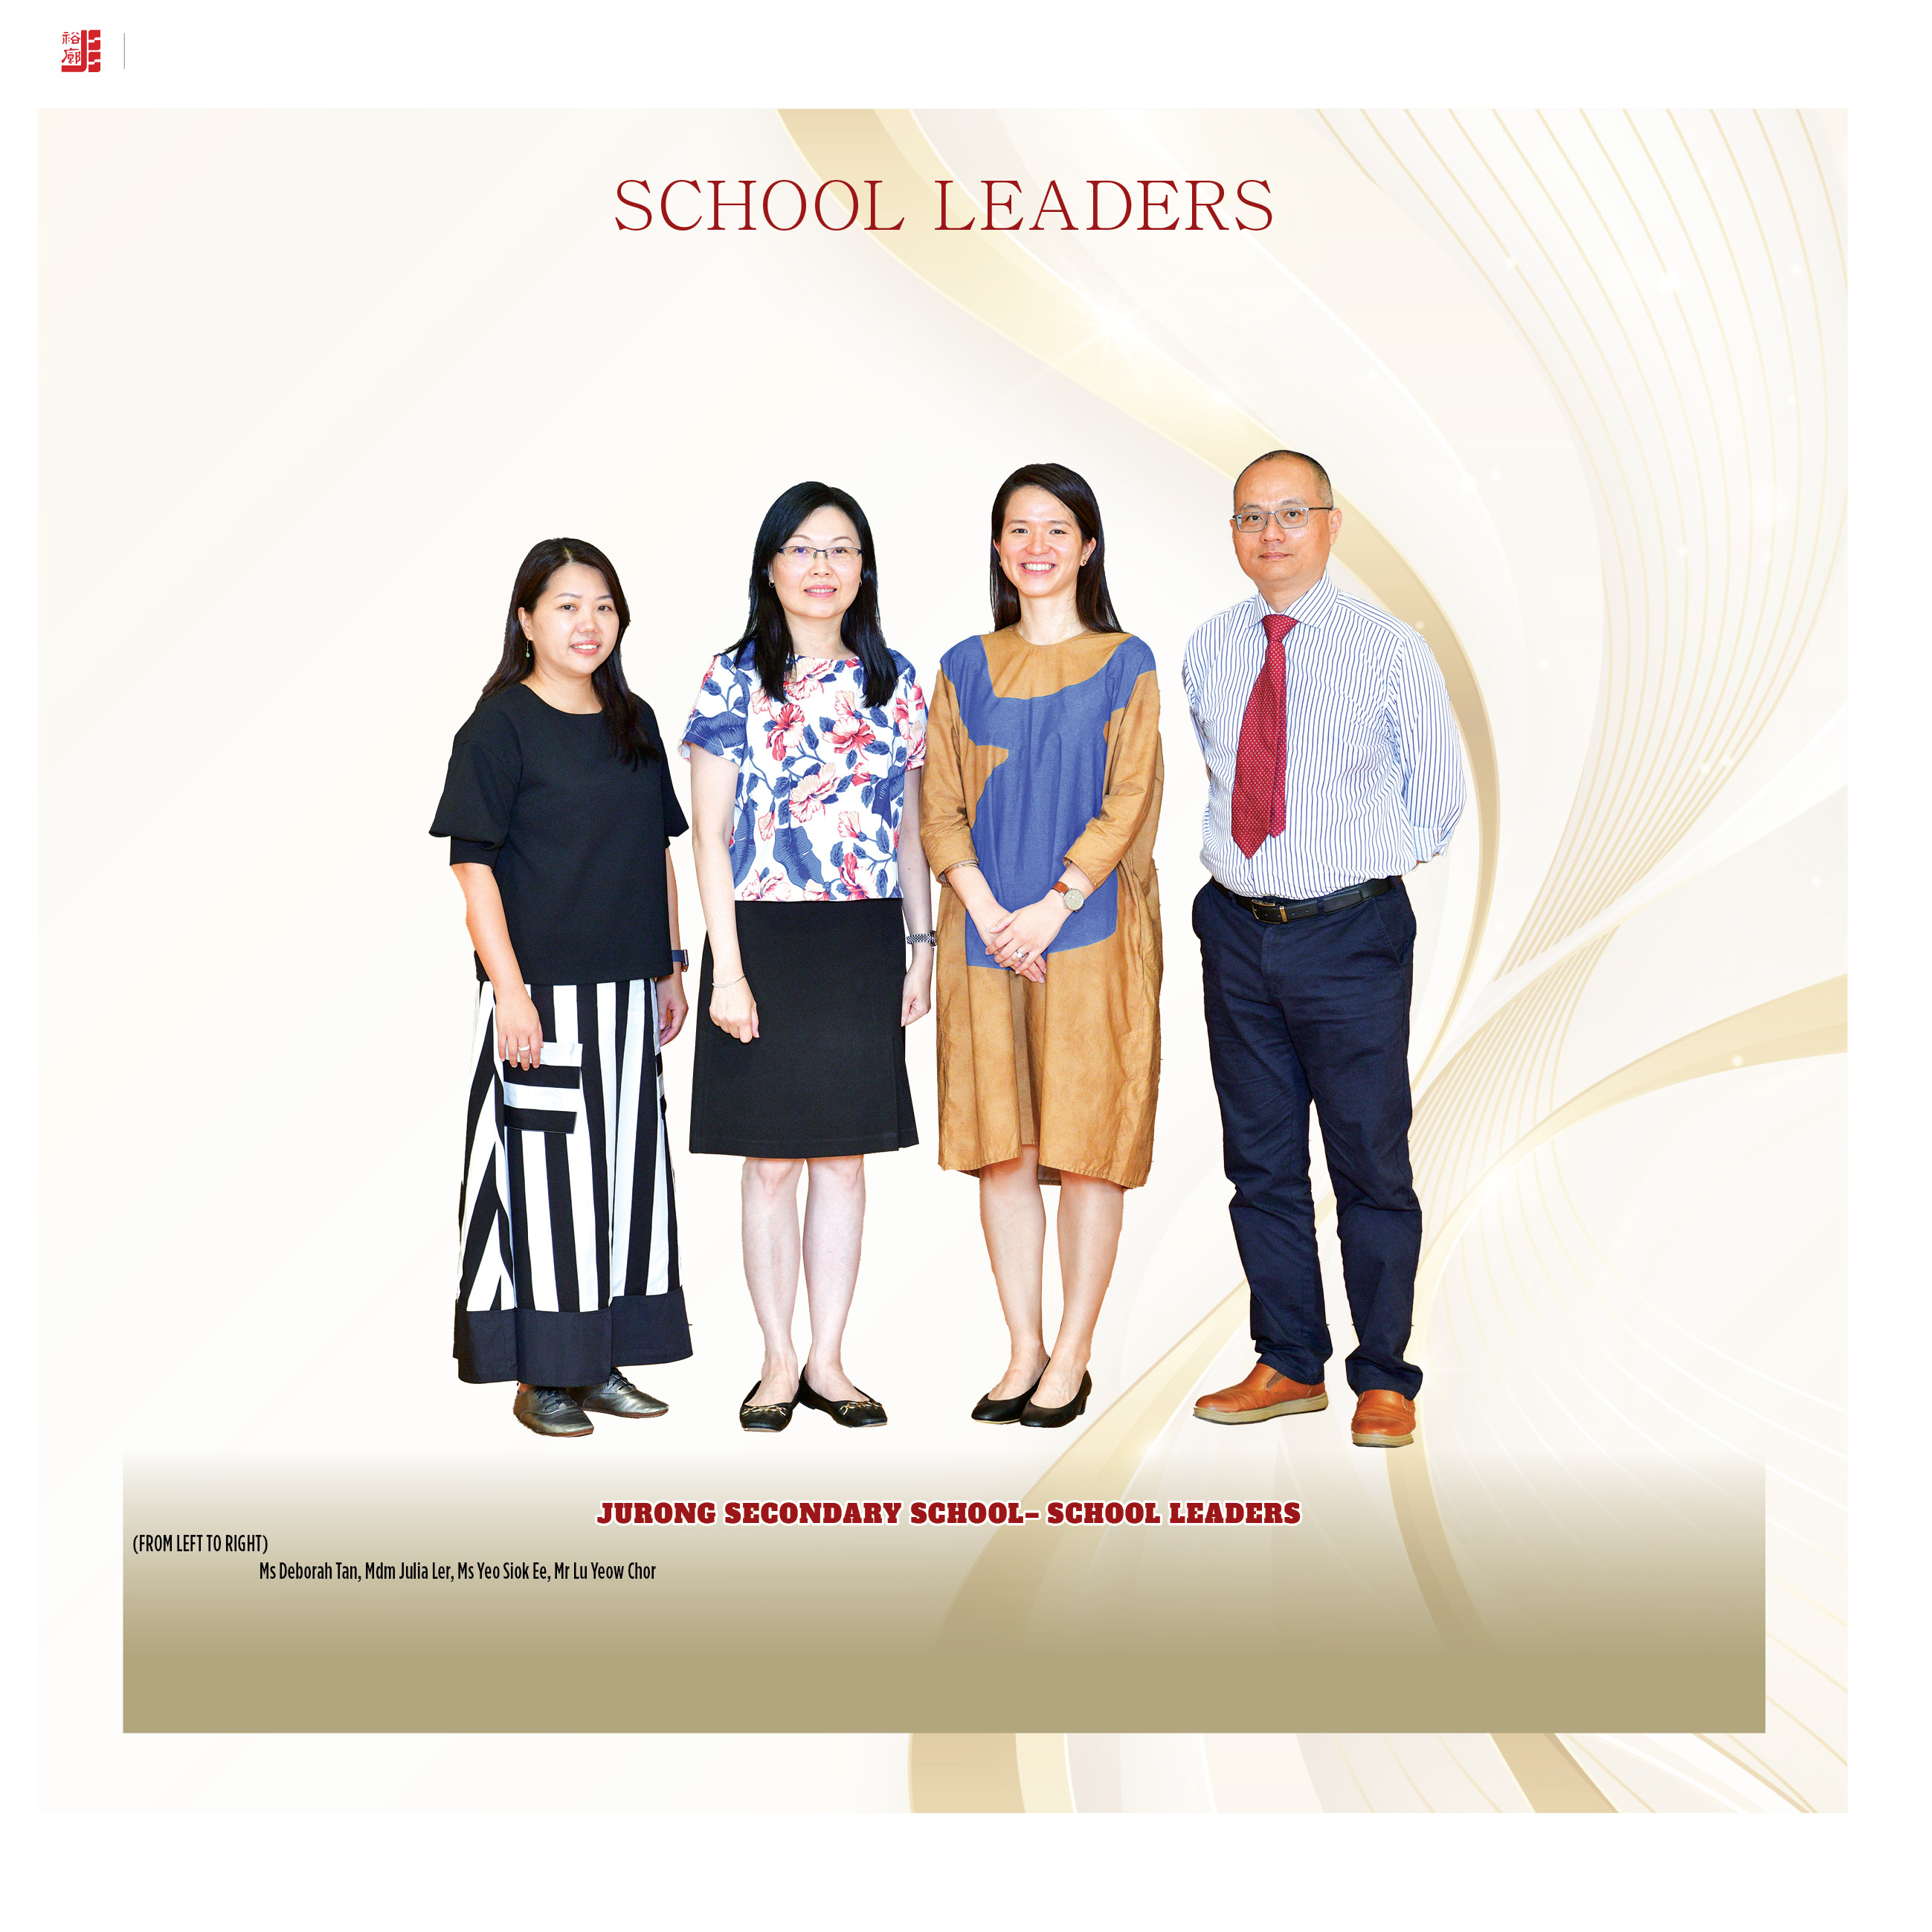 裕廊
SCHOOL LEADERS
JURONG SECONDARY SCHOOL– SCHOOL LEADERS
(FROM LEFT TO RIGHT)
Ms Deborah Tan, Mdm Julia Ler, Ms Yeo Siok Ee, Mr Lu Yeow Chor